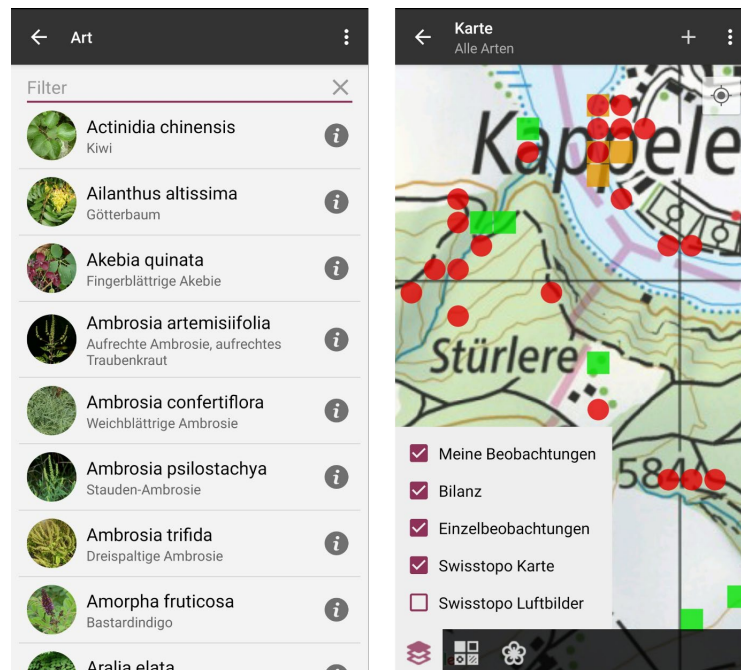 Art
Filter
Actinidia chinensis
Kiwi
Ailanthus altissima
Götterbaum
Akebia quinata
Fingerblättrige Akebie
Ambrosia artemisiifolia
Aufrechte Ambrosie, aufrechtes
Traubenkraut
Ambrosia confertiflora
Weichblättrige Ambrosie
Ambrosia psilostachya
Stauden-Ambrosie
Ambrosia trifida
Dreispaltige Ambrosie
Amorpha fruticosa
Bastardindigo
Aralia elata
Karte
Alle Arten
Kappele
Stürlere
584
Meine Beobachtungen
Bilanz
Einzelbeobachtungen
Swisstopo Karte
Swisstopo Luftbilder